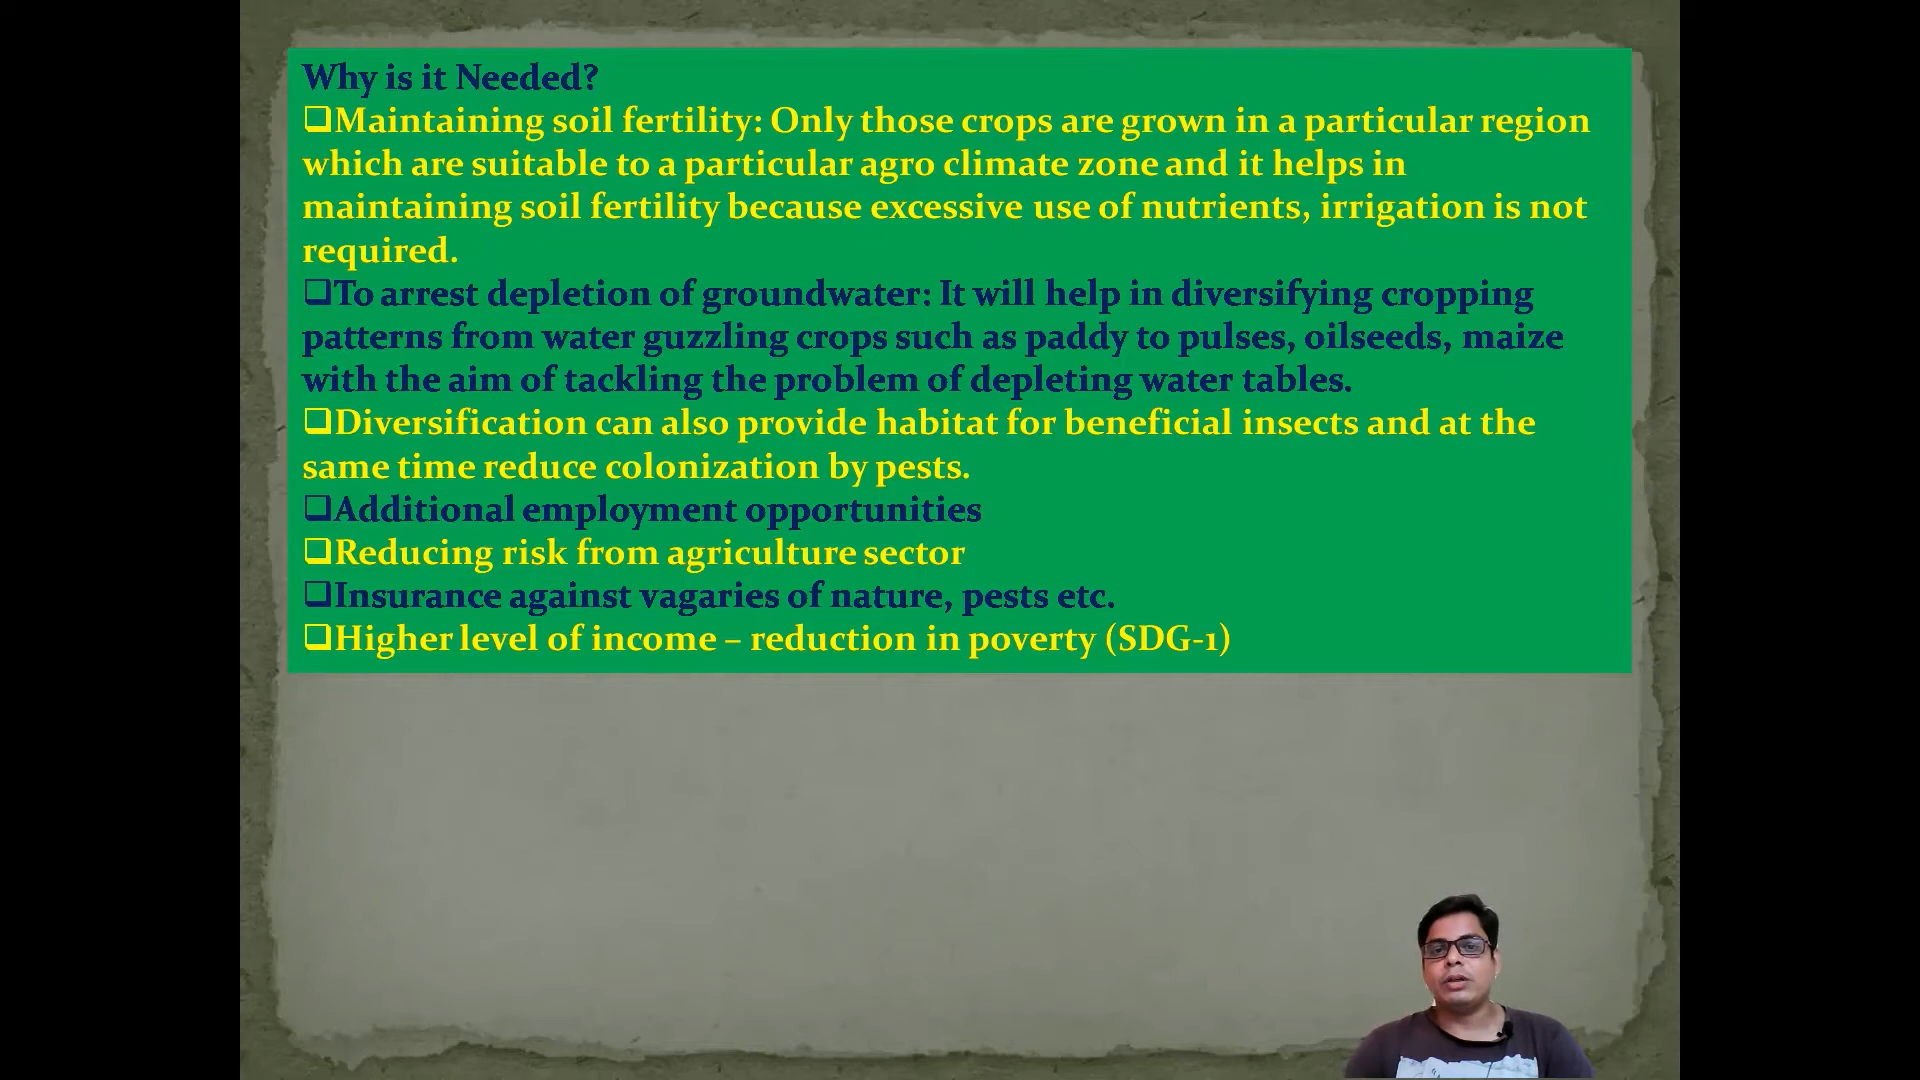 Why is it Needed?
❑Maintaining soil fertility: Only those crops are grown in a particular region
which are suitable to a particular agro climate zone and it helps in
maintaining soil fertility because excessive use of nutrients, irrigation is not
required.
❑To arrest depletion of groundwater: It will help in diversifying cropping
patterns from water guzzling crops such as paddy to pulses, oilseeds, maize
with the aim of tackling the problem of depleting water tables.
❑Diversification can also provide habitat for beneficial insects and at the
same time reduce colonization by pests.
❑Additional employment opportunities
❑Reducing risk from agriculture sector
❑Insurance against vagaries of nature, pests etc.
❑Higher level of income – reduction in poverty (SDG-1)